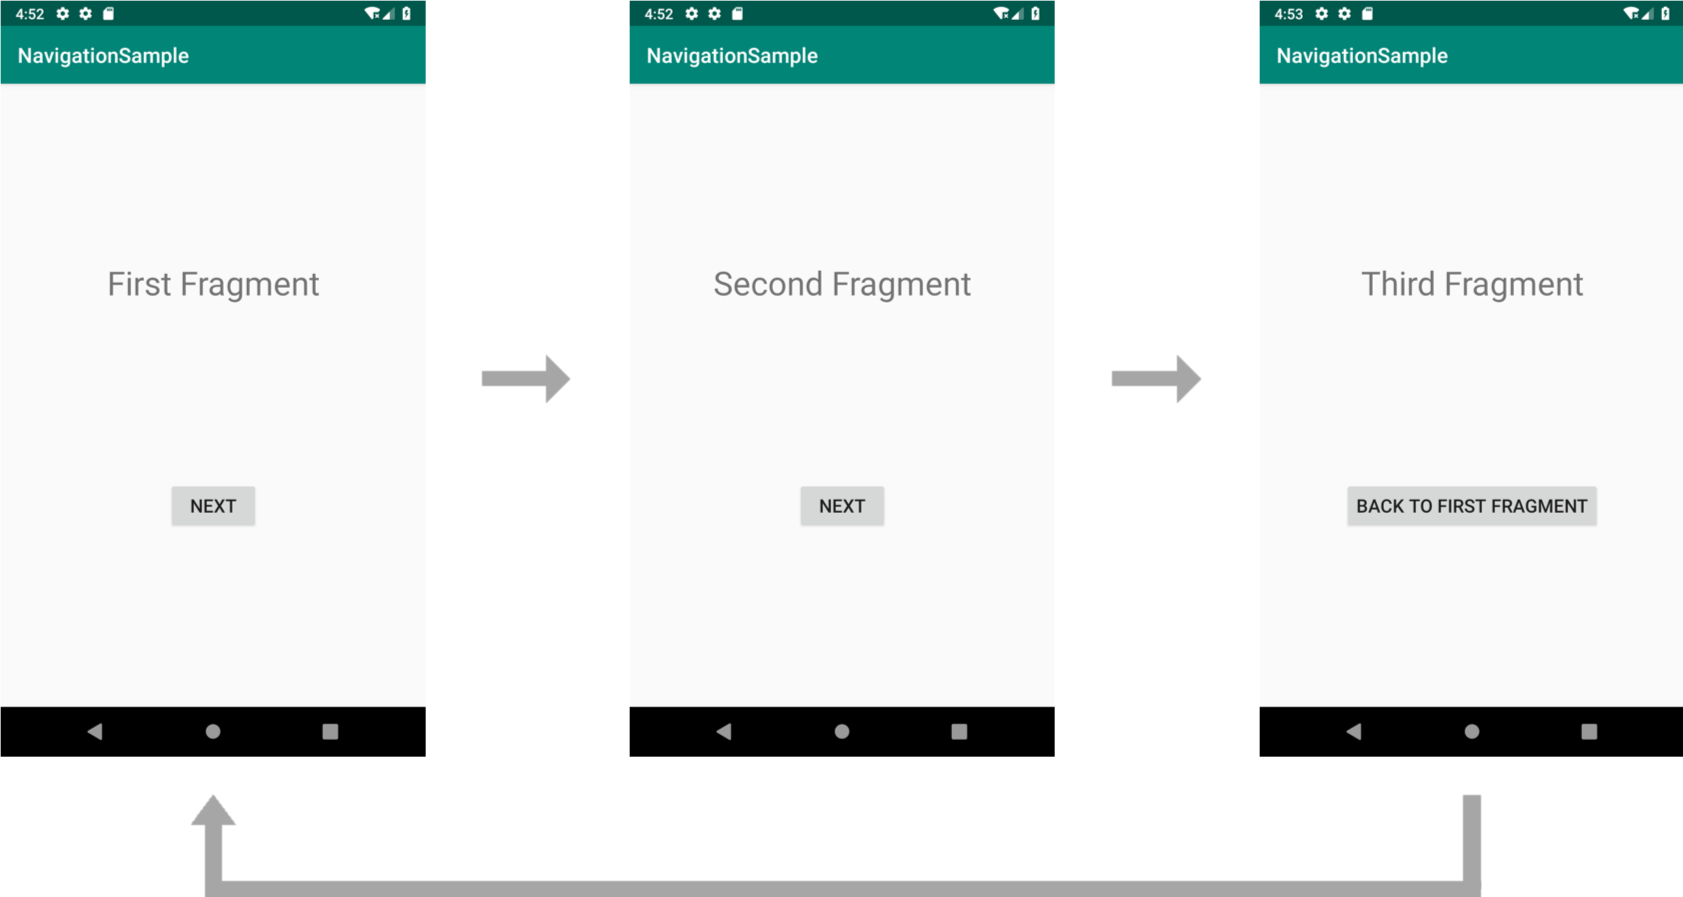 4:52
NavigationSample
First Fragment
NEXT
4:52
NavigationSample
Second Fragment
NEXT
4:53
NavigationSample
Third Fragment
BACK TO FIRST FRAGMENT